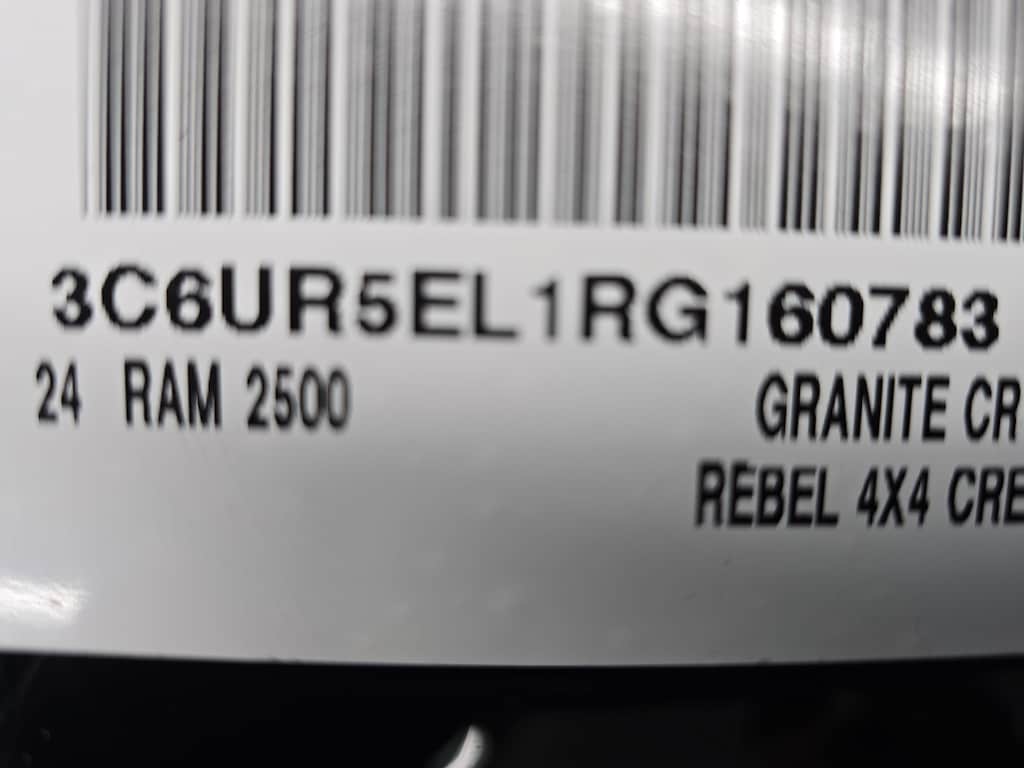 3C6UR5EL1RG160783
24 RAM 2500 GRANITE CR
REBEL 4X4 CRE